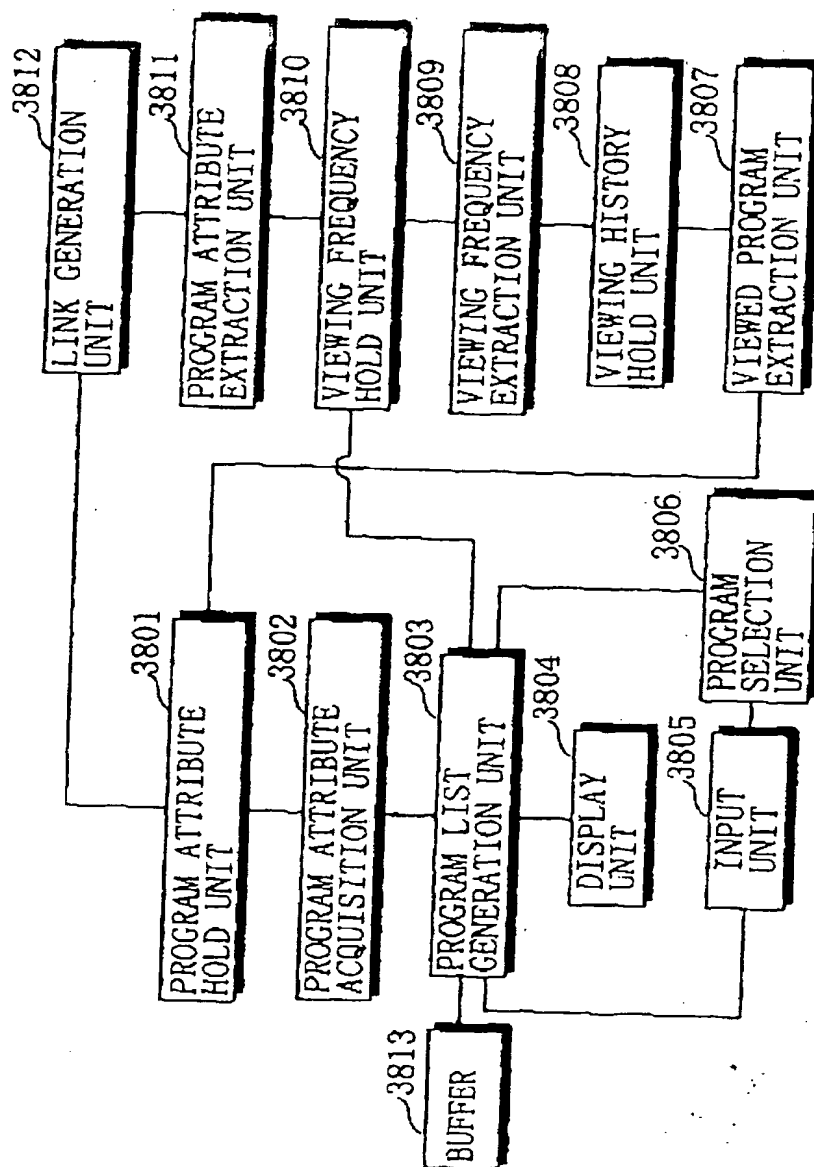 3812
LINK GENERATION
UNIT
3811
PROGRAM ATTRIBUTE
EXTRACTION UNIT
3810
VIEWING FREQUENCY
HOLD UNIT
3809
VIEWING FREQUENCY
EXTRACTION UNIT
3808
VIEWING HISTORY
HOLD UNIT
3807
VIEWED PROGRAM
EXTRACTION UNIT
3801
PROGRAM ATTRIBUTE
HOLD UNIT
3802
PROGRAM ATTRIBUTE
ACQUISITION UNIT
3803
PROGRAM LIST
GENERATION UNIT
3804
DISPLAY
UNIT
3805
INPUT
UNIT
3806
PROGRAM
SELECTION
UNIT
3813
BUFFER